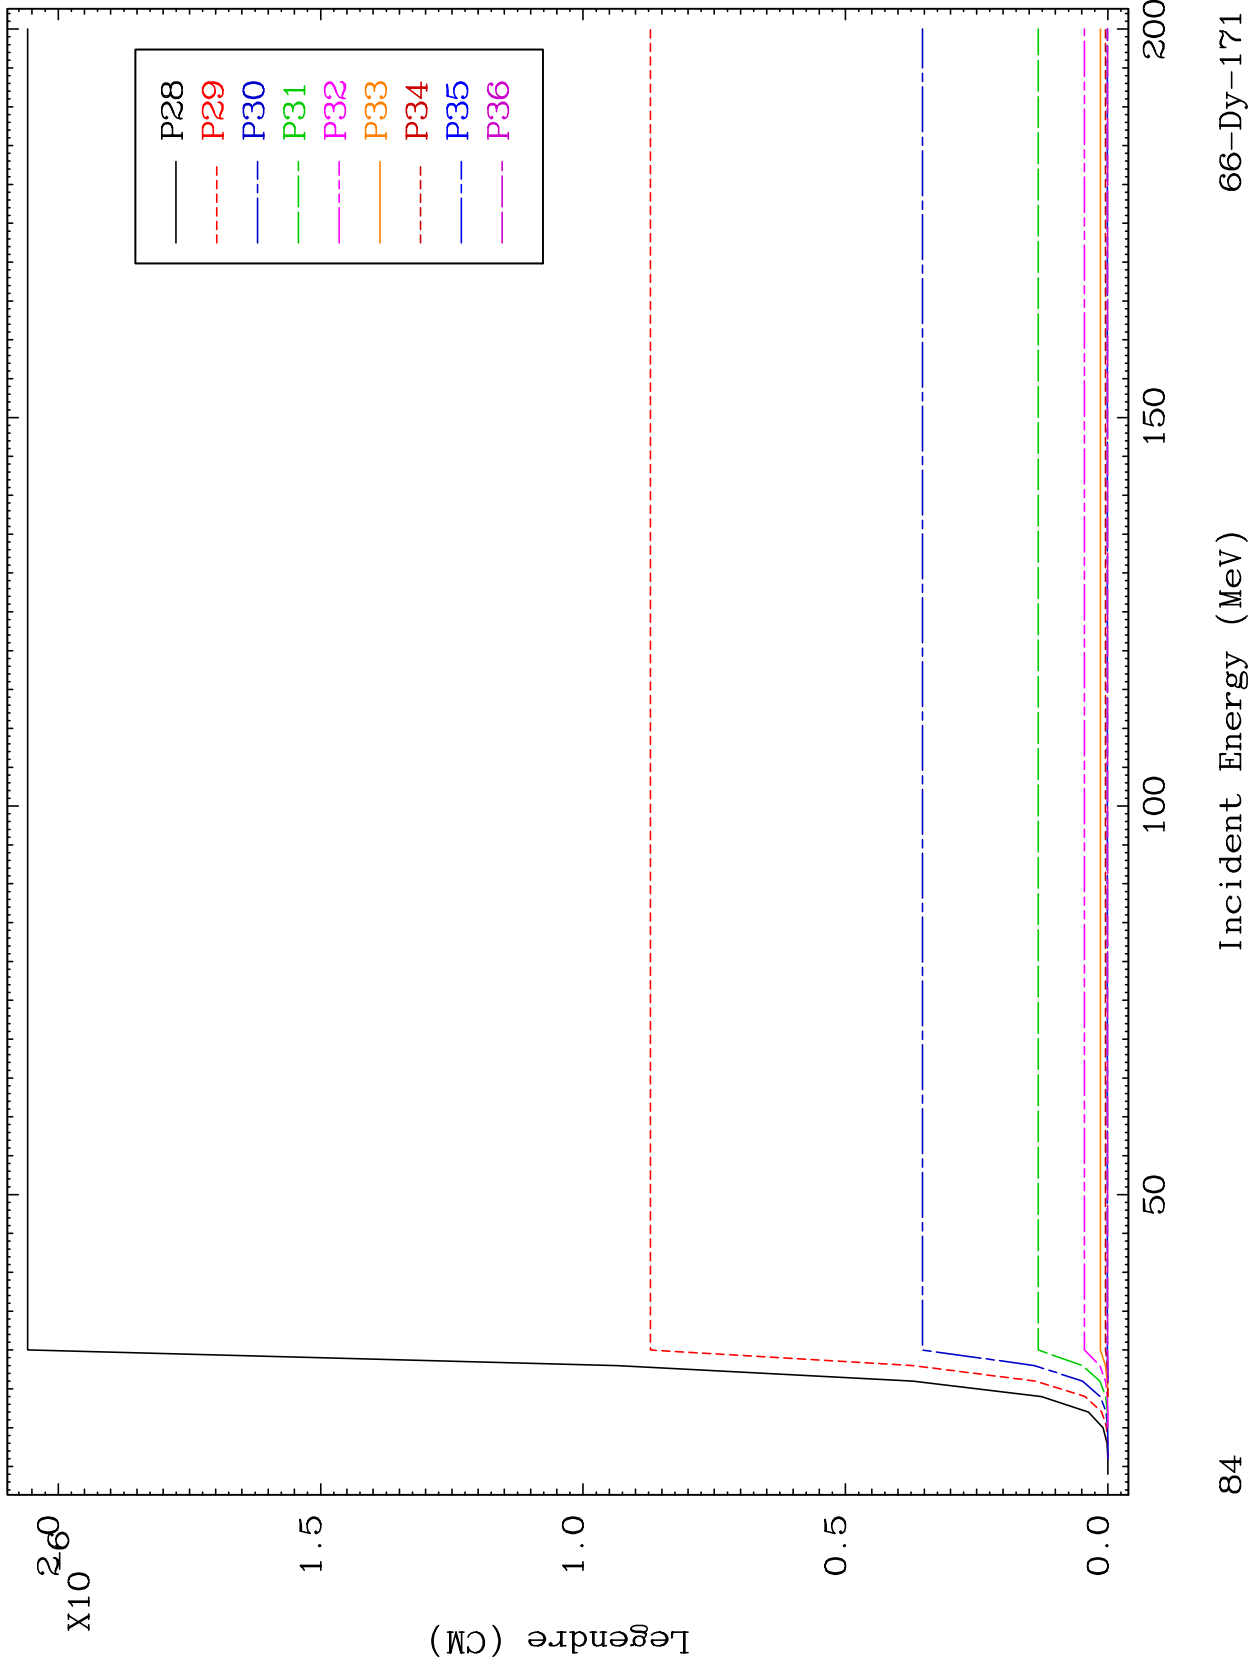 X10-6
2.0
1.5
1.0
0.5
0.0
Legendre (CM)
P28
P29
P30
P31
P32
P33
P34
P35
P36
50
100
150
200
84
Incident Energy (MeV)
66-Dy-171